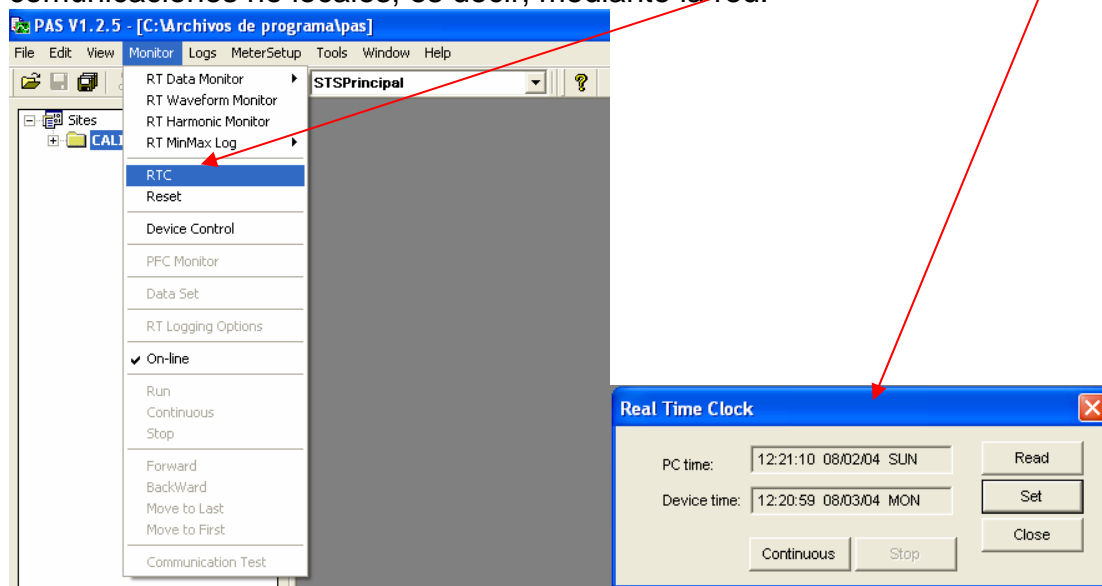 comunicaciones no locales, es decir, mediante la red.
PAS V1.2.5 - [C:\Archivos de programa\pas]
File Edit View Monitor Logs MeterSetup Tools Window Help
STSPrincipal
RT Data Monitor
RT Waveform Monitor
RT Harmonic Monitor
RT MinMax Log
RTC
Reset
Device Control
PFC Monitor
Data Set
RT Logging Options
On-line
Run
Continuous
Stop
Forward
BackWard
Move to Last
Move to First
Communication Test
Sites
Real Time Clock
PC time: 12:21:10 08/02/04 SUN Read
Device time: 12:20:59 08/03/04 MON Set
Close
Continuous Stop